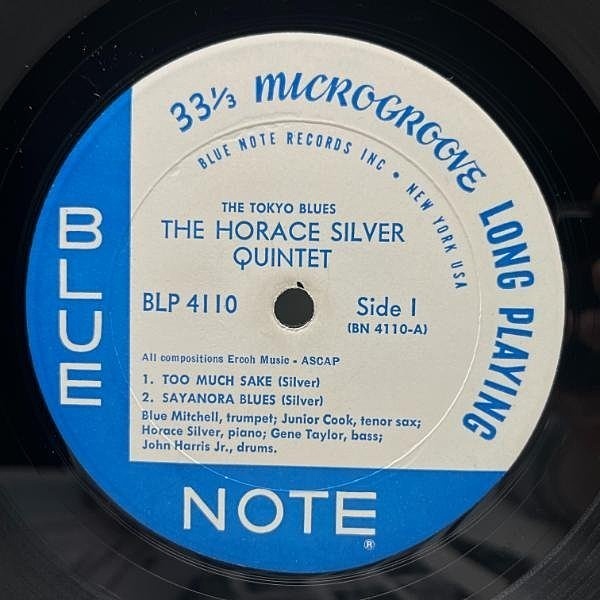 33⅓ MICROGROOVE LONG PLAYING
BLUE NOTE RECORDS INC • NEW YORK USA
THE TOKYO BLUES
THE HORACE SILVER
QUINTET
BLP 4110
Side 1
(BN 4110-A)
All compositions Ecroh Music - ASCAP
1. TOO MUCH SAKE (Silver)
2. SAYANORA BLUES (Silver)
Blue Mitchell, trumpet; Junior Cook, tenor sax;
Horace Silver, piano; Gene Taylor, bass;
John Harris Jr., drums.
BLUE
NOTE
®